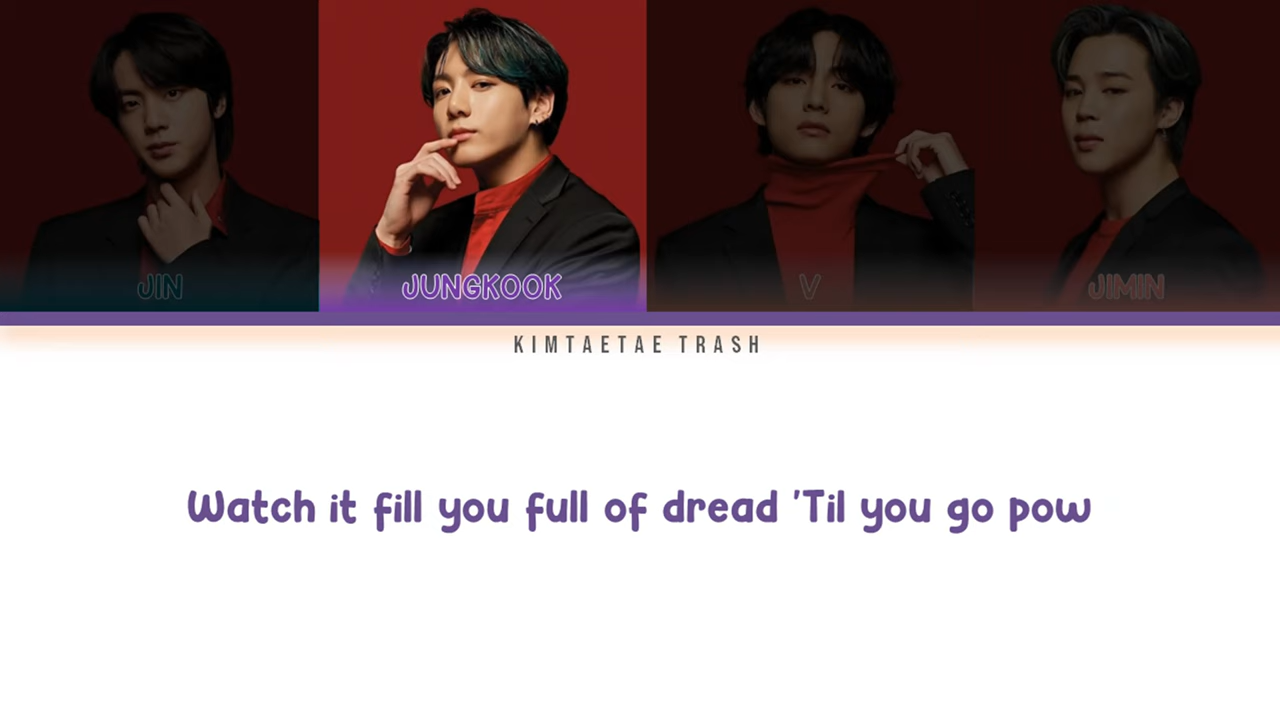 JIN JUNGKOOK V JIMIN
KIMTAETAE TRASH
Watch it fill you full of dread 'Til you go pow